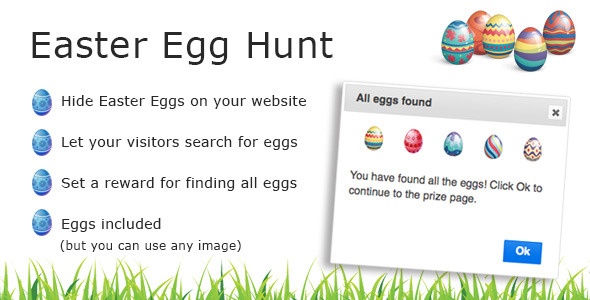 Easter Egg Hunt
Hide Easter Eggs on your website
Let your visitors search for eggs
Set a reward for finding all eggs
Eggs included
(but you can use any image)
All eggs found
You have found all the eggs! Click Ok to
continue to the prize page.
Ok